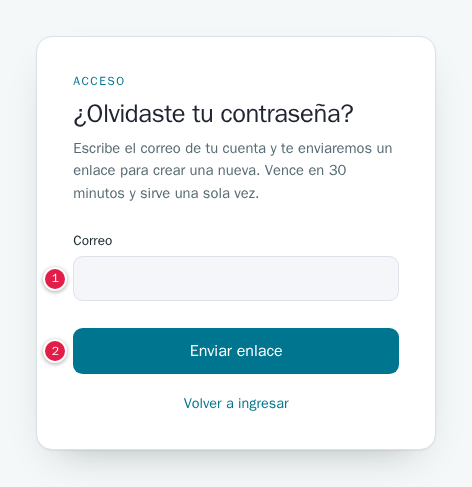 ACCESO
¿Olvidaste tu contraseña?
Escribe el correo de tu cuenta y te enviaremos un
enlace para crear una nueva. Vence en 30
minutos y sirve una sola vez.
Correo
1
2
Enviar enlace
Volver a ingresar